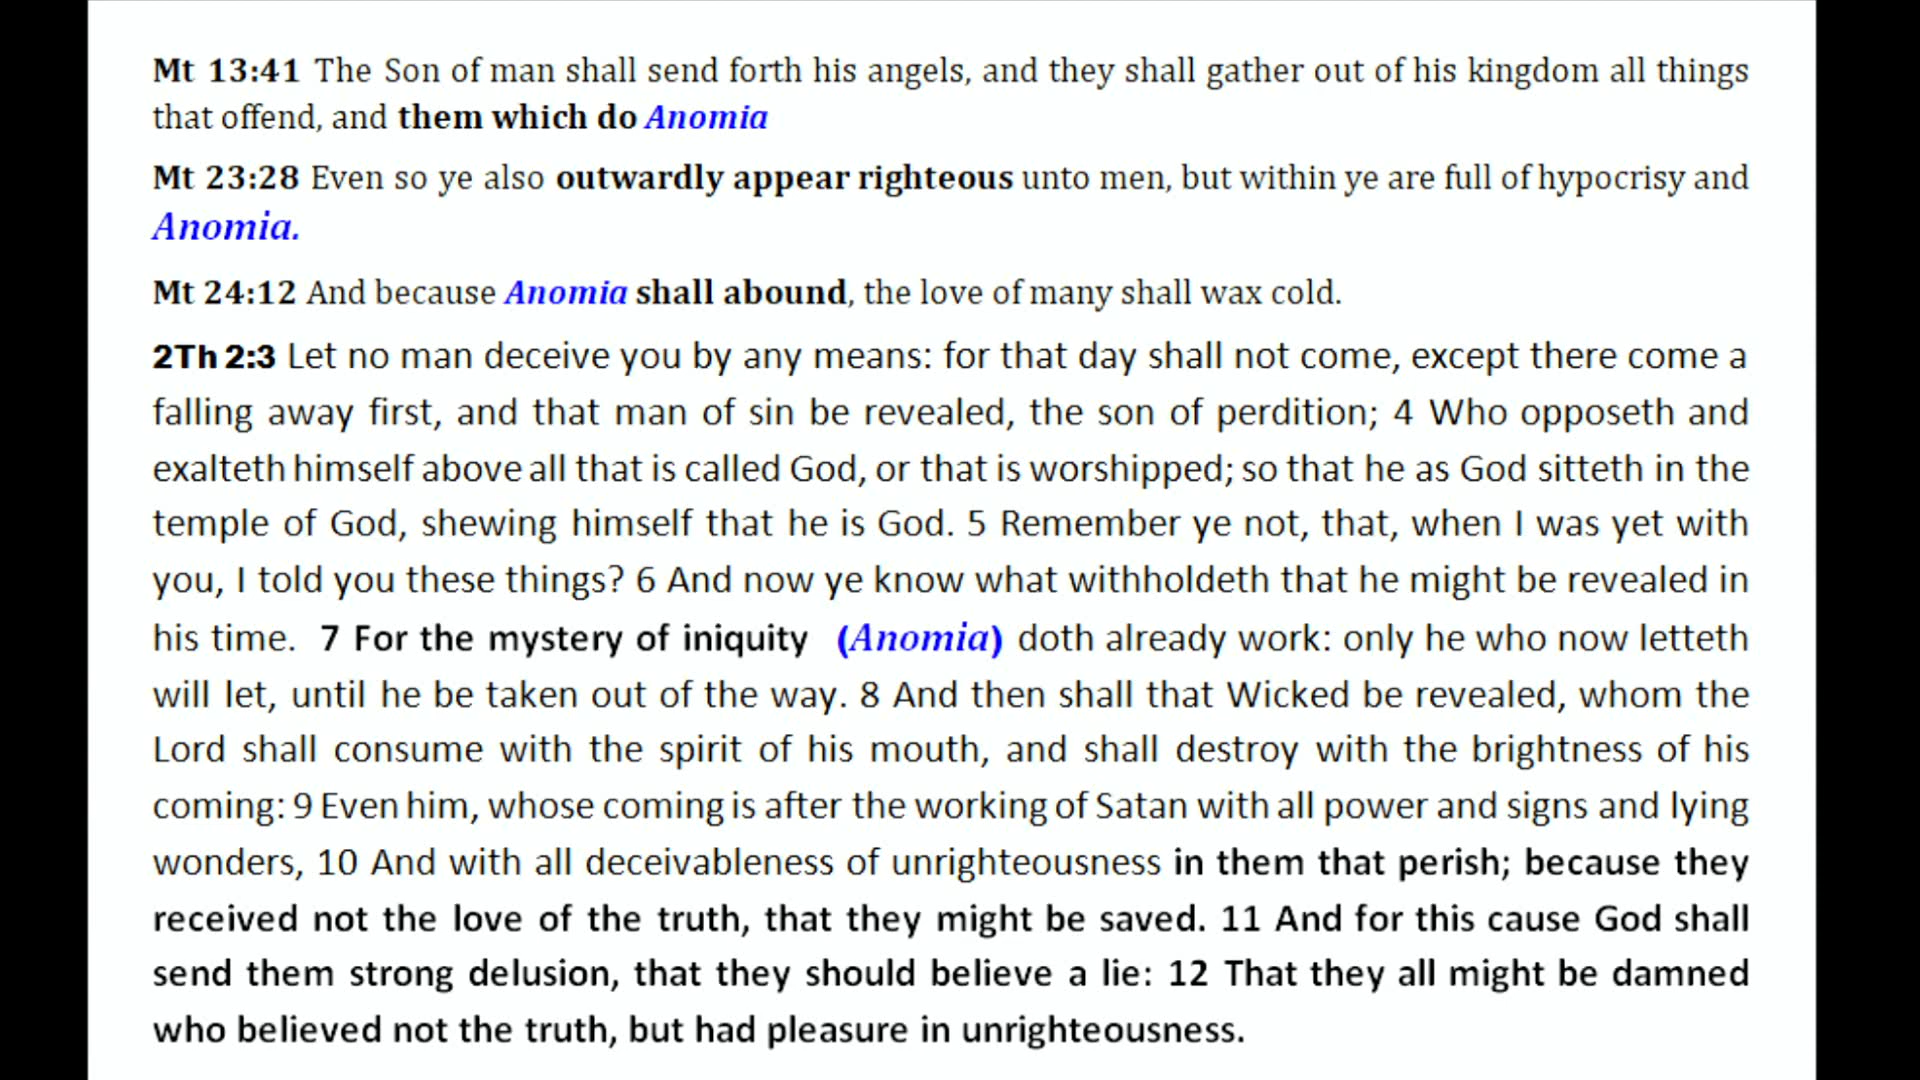 Mt 13:41 The Son of man shall send forth his angels, and they shall gather out of his kingdom all things
that offend, and them which do Anomia
Mt 23:28 Even so ye also outwardly appear righteous unto men, but within ye are full of hypocrisy and
Anomia.
Mt 24:12 And because Anomia shall abound, the love of many shall wax cold.
2Th 2:3 Let no man deceive you by any means: for that day shall not come, except there come a
falling away first, and that man of sin be revealed, the son of perdition; 4 Who opposeth and
exalteth himself above all that is called God, or that is worshipped; so that he as God sitteth in the
temple of God, shewing himself that he is God. 5 Remember ye not, that, when I was yet with
you, I told you these things? 6 And now ye know what withholdeth that he might be revealed in
his time. 7 For the mystery of iniquity (Anomia) doth already work: only he who now letteth
will let, until he be taken out of the way. 8 And then shall that Wicked be revealed, whom the
Lord shall consume with the spirit of his mouth, and shall destroy with the brightness of his
coming: 9 Even him, whose coming is after the working of Satan with all power and signs and lying
wonders, 10 And with all deceivableness of unrighteousness in them that perish; because they
received not the love of the truth, that they might be saved. 11 And for this cause God shall
send them strong delusion, that they should believe a lie: 12 That they all might be damned
who believed not the truth, but had pleasure in unrighteousness.